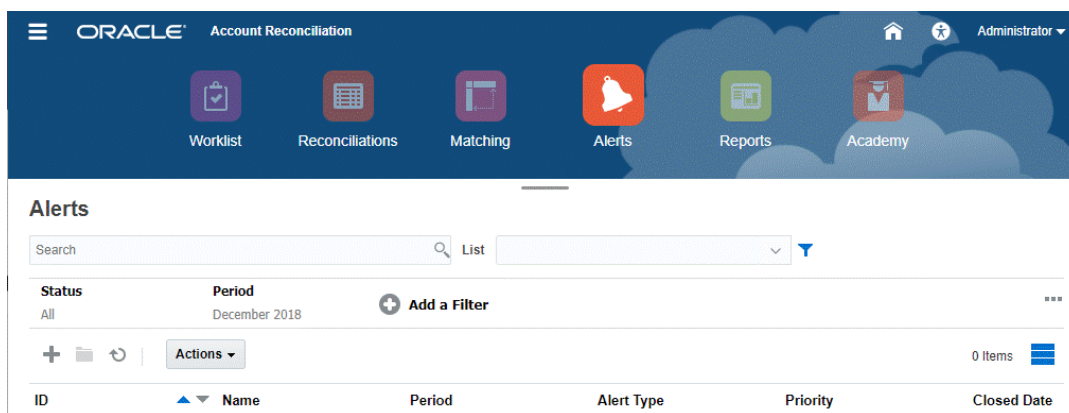 ORACLE Account Reconciliation Administrator
Worklist Reconciliations Matching Alerts Reports Academy
Alerts
Search List
Status Period
Add a Filter
All December 2018
Actions 0 Items
ID Name Period Alert Type Priority Closed Date